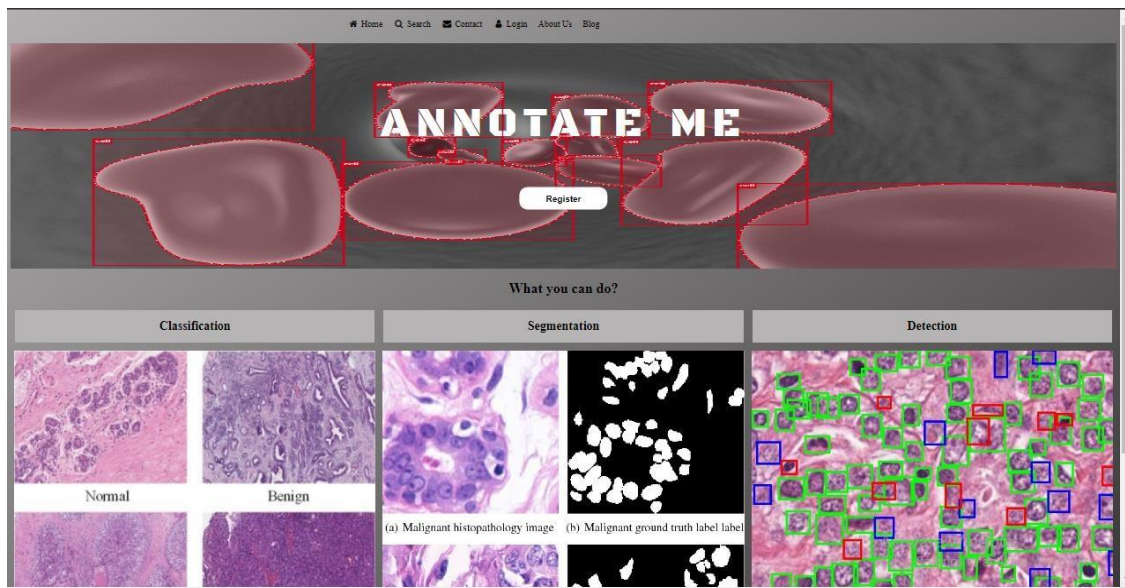 Home Search Contact Login About Us Blog
ANNOTATE ME
Register
What you can do?
Classification Segmentation Detection
Normal Benign
(a) Malignant histopathology image (b) Malignant ground truth label label